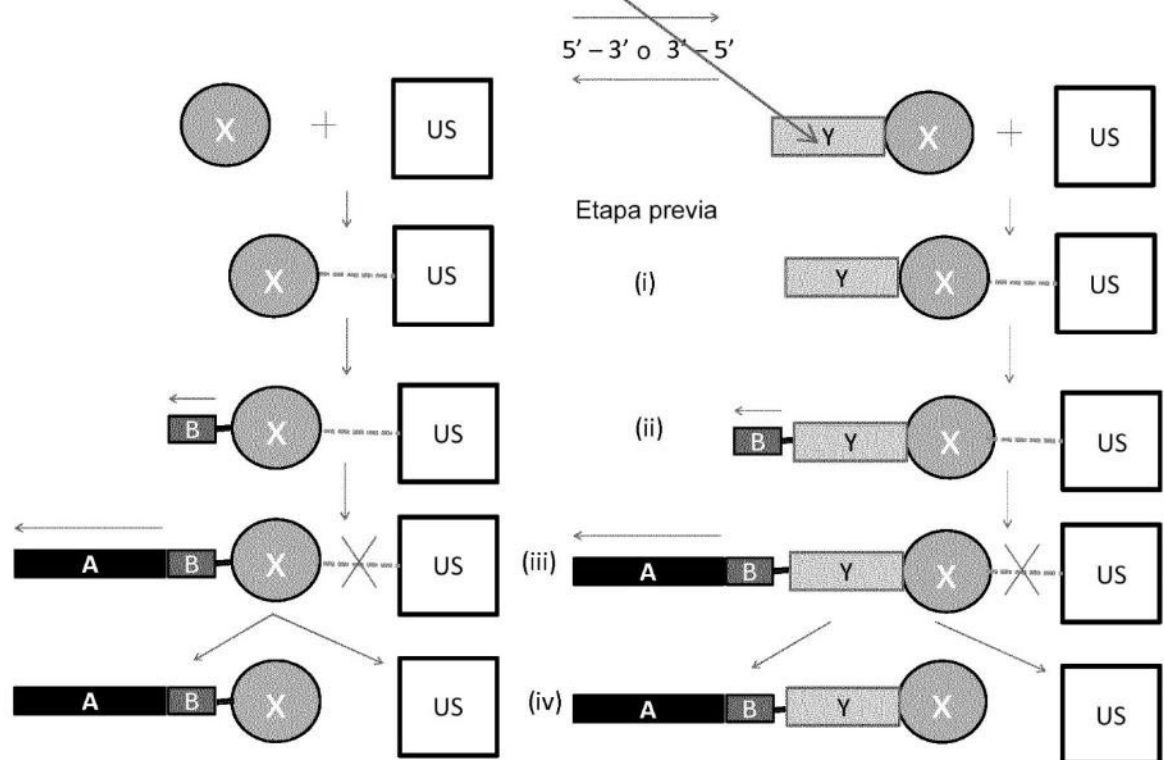 5’ – 3’ o 3’ – 5’
X + US Y X + US
Etapa previa
X US (i) Y X US
B X US (ii) B Y X US
A B X US (iii) A B Y X US
A B X US (iv) A B Y X US